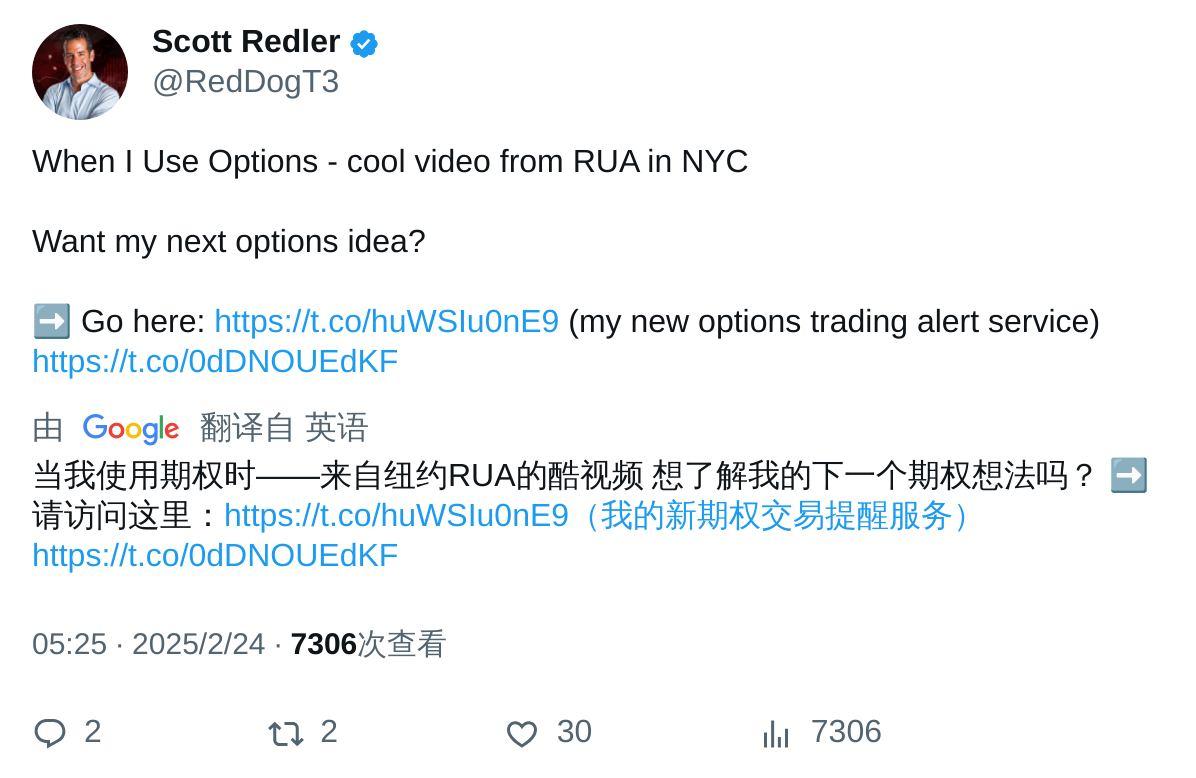 Scott Redler
@RedDogT3
When I Use Options - cool video from RUA in NYC
Want my next options idea?
➡️ Go here: https://t.co/huWSIu0nE9 (my new options trading alert service)
https://t.co/0dDNOUEdKF
由 Google 翻译自 英语
当我使用期权时——来自纽约RUA的酷视频 想了解我的下一个期权想法吗？ ➡️
请访问这里：https://t.co/huWSIu0nE9（我的新期权交易提醒服务）
https://t.co/0dDNOUEdKF
05:25 · 2025/2/24 · 7306次查看
2 2 30 7306